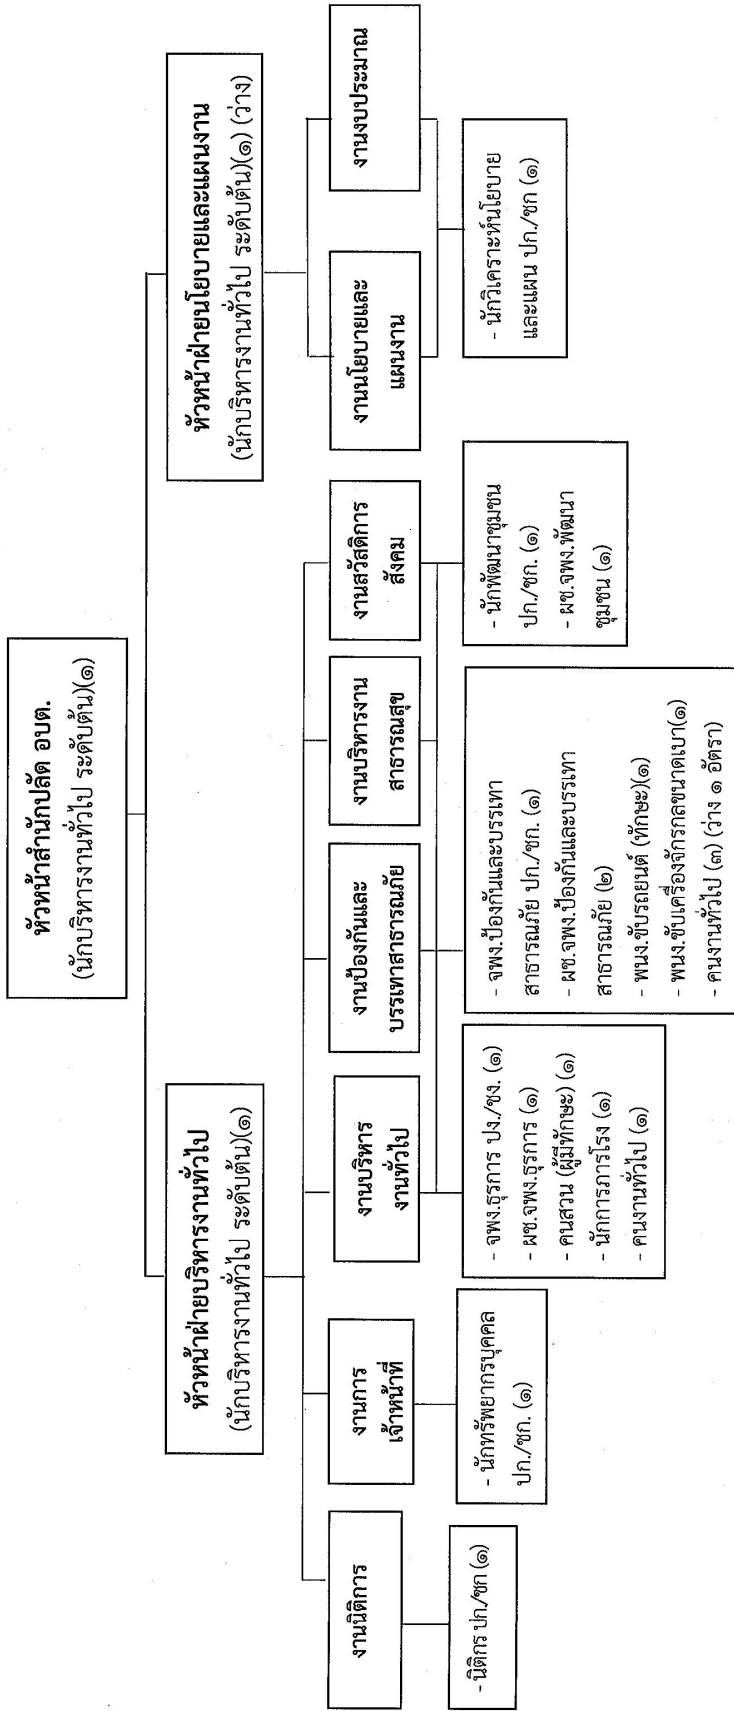 หัวหน้าสำนักปลัด อบต.
(นักบริหารงานทั่วไป ระดับต้น)(๑)
หัวหน้าฝ่ายบริหารงานทั่วไป
(นักบริหารงานทั่วไป ระดับต้น)(๑)
หัวหน้าฝ่ายนโยบายและแผนงาน
(นักบริหารงานทั่วไป ระดับต้น)(๑) (ว่าง)
งานนิติการ
งานการ
เจ้าหน้าที่
งานบริหาร
งานทั่วไป
งานป้องกันและ
บรรเทาสาธารณภัย
งานบริหารงาน
สาธารณสุข
งานสวัสดิการ
สังคม
งานนโยบายและ
แผนงาน
งานงบประมาณ
-นิติกร ปก./ชก (๑)
- นักทรัพยากรบุคคล
ปก./ชก. (๑)
- จพง.ธุรการ ปง./ชง. (๑)
- ผช.จพง.ธุรการ (๑)
- คนสวน (ผู้มีทักษะ) (๑)
- นักการภารโรง (๑)
- คนงานทั่วไป (๑)
- จพง.ป้องกันและบรรเทา
สาธารณภัย ปก./ชก. (๑)
- ผช.จพง.ป้องกันและบรรเทา
สาธารณภัย (๒)
- พนง.ขับรถยนต์ (ทักษะ)(๑)
- พนง.ขับเครื่องจักรกลขนาดเบา(๑)
- คนงานทั่วไป (๓) (ว่าง ๑ อัตรา)
- นักพัฒนาชุมชน
ปก./ชก. (๑)
- ผช.จพง.พัฒนา
ชุมชน (๑)
- นักวิเคราะห์นโยบาย
และแผน ปก./ชก (๑)